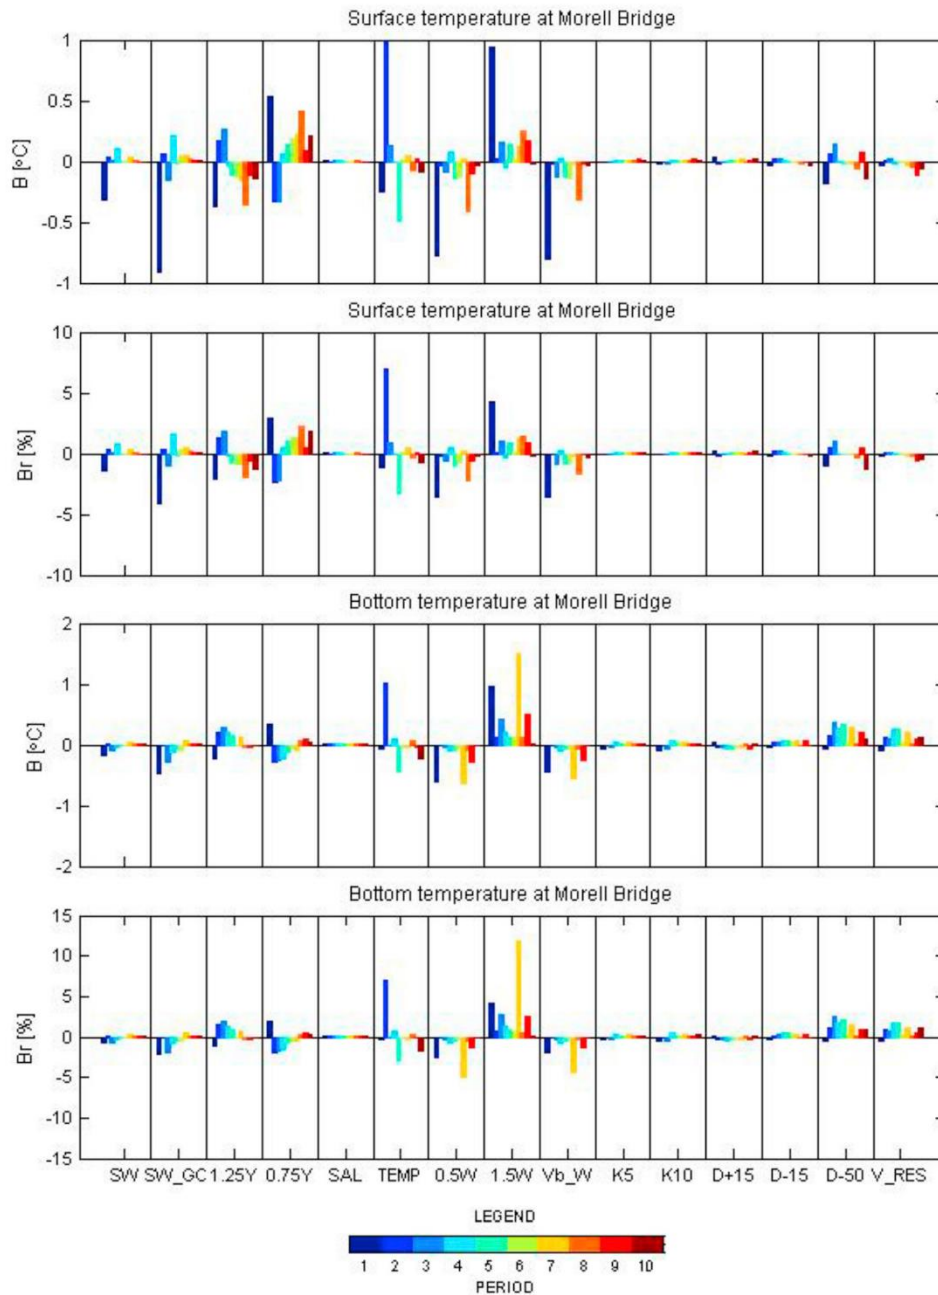 Surface temperature at Morell Bridge
1
0.5
0
-0.5
-1
B [ºC]
Surface temperature at Morell Bridge
10
5
0
-5
-10
Br [%]
Bottom temperature at Morell Bridge
2
1
0
-1
-2
B [ºC]
Bottom temperature at Morell Bridge
15
10
5
0
-5
-10
-15
Br [%]
SW SW_GC 1.25Y 0.75Y SAL TEMP 0.5W 1.5W Vb_W K5 K10 D+15 D-15 D-50 V_RES
LEGEND
1 2 3 4 5 6 7 8 9 10
PERIOD